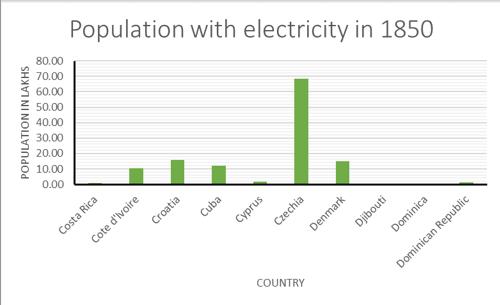 Population with electricity in 1850
POPULATION IN LAKHS
80.00
70.00
60.00
50.00
40.00
30.00
20.00
10.00
0.00
Costa Rica
Cote d'Ivoire
Croatia
Cuba
Cyprus
Czechia
Denmark
Djibouti
Dominica
Dominican Republic
COUNTRY